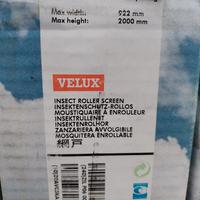 Max width: 922 mm
Max height: 2000 mm
VELUX
INSECT ROLLER SCREEN
INSEKTENSCHUTZ-ROLLOS
MOUSTIQUAIRE À ENROULEUR
INSEKTRULLENET
INSEKTENROLHOR
ZANZARIERA AVVOLGIBILE
MOSQUITERA ENROLLABLE
網戸